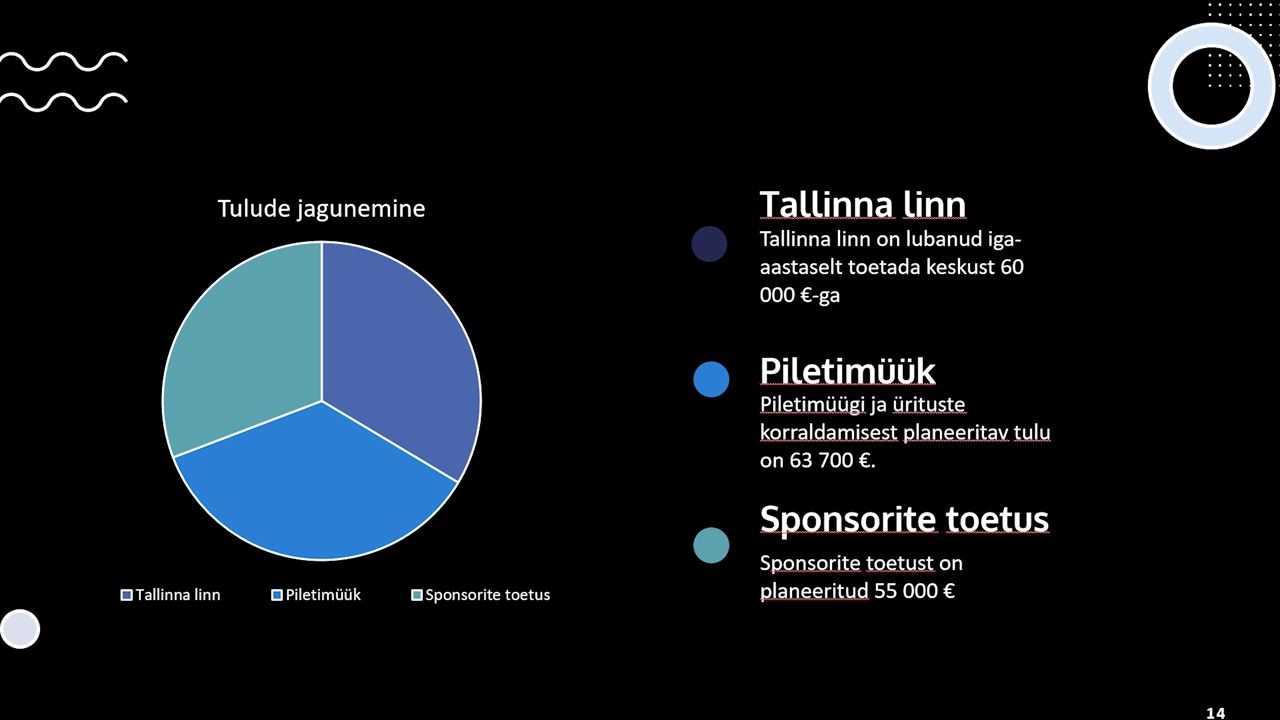 Tulude jagunemine
Tallinna linn
Piletimüük
Sponsorite toetus
Tallinna linn
Tallinna linn on lubanud iga-
aastaselt toetada keskust 60
000 €-ga
Piletimüük
Piletimüügi ja ürituste
korraldamisest planeeritav tulu
on 63 700 €.
Sponsorite toetus
Sponsorite toetust on
planeeritud 55 000 €
14